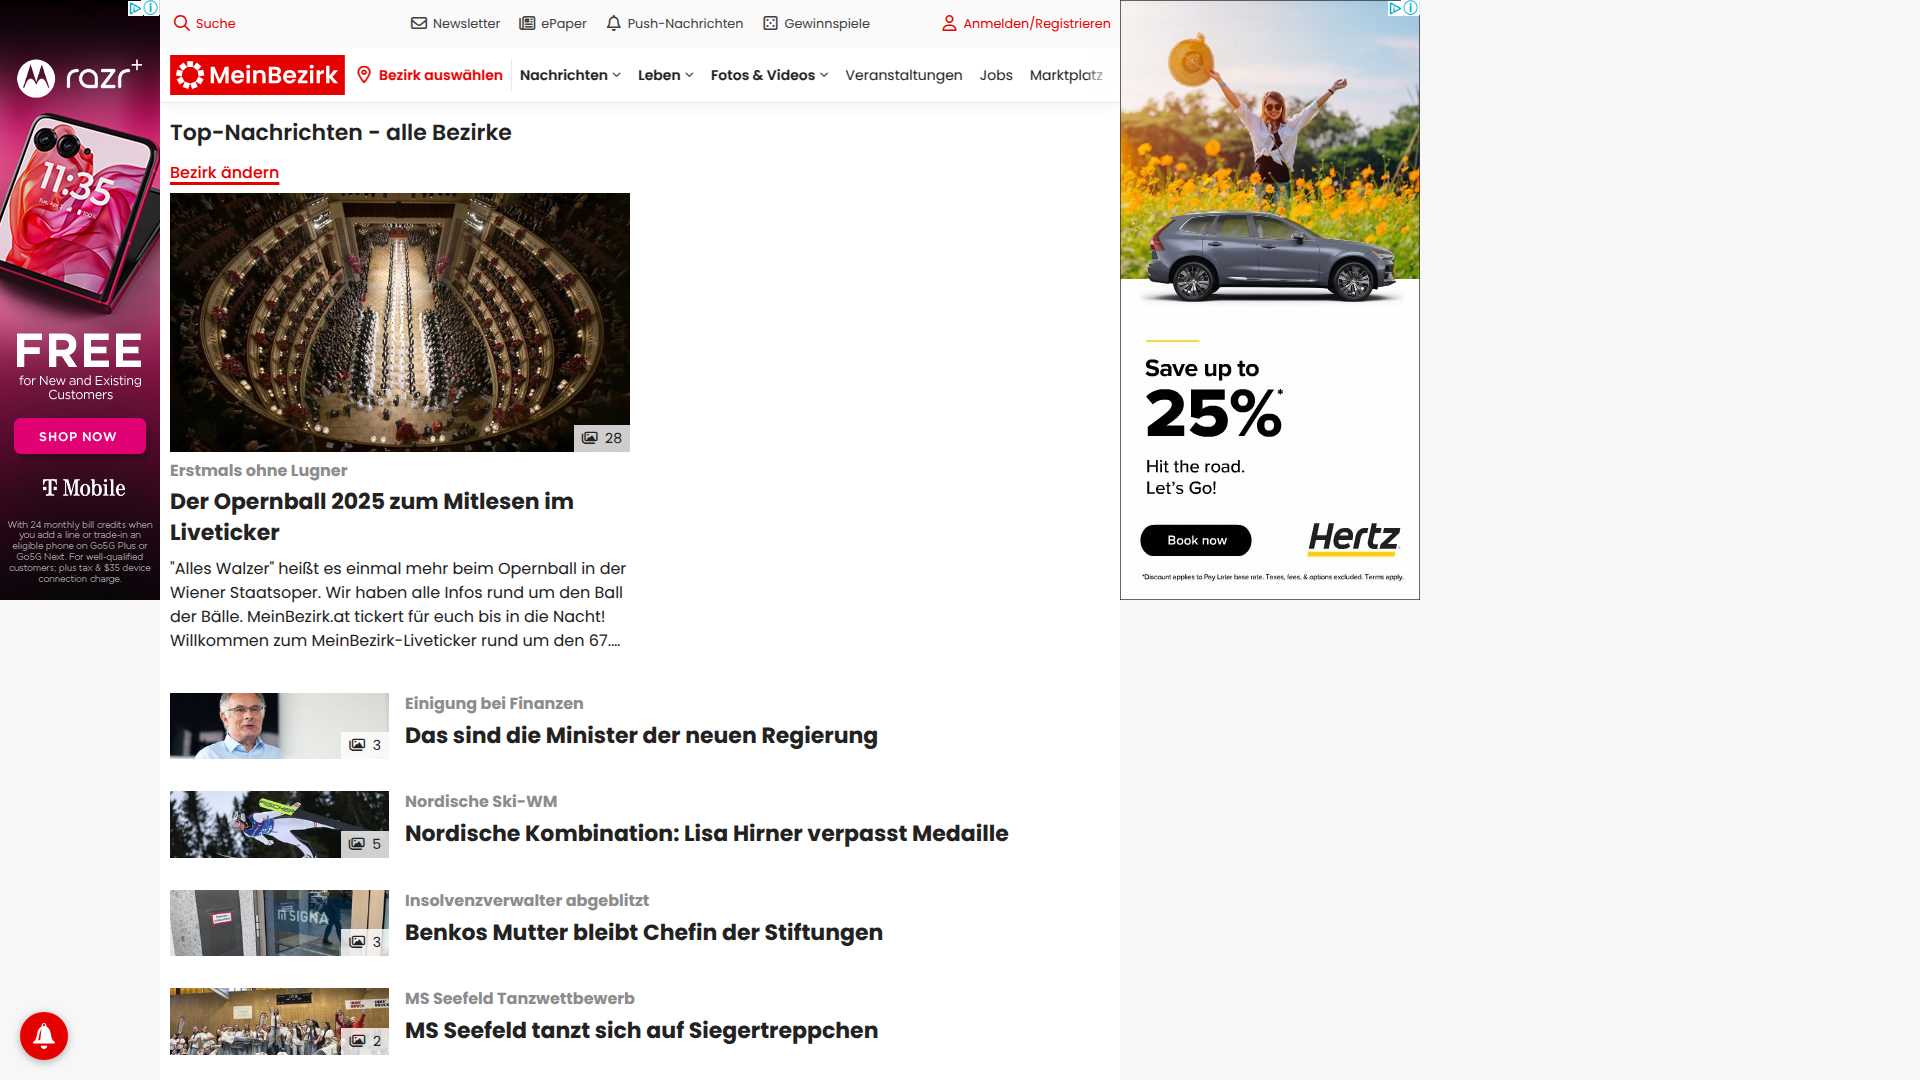 Suche
Newsletter
ePaper
Push-Nachrichten
Gewinnspiele
Anmelden/Registrieren
MeinBezirk
Bezirk auswählen
Nachrichten
Leben
Fotos & Videos
Veranstaltungen
Jobs
Marktplatz
Top-Nachrichten - alle Bezirke
Bezirk ändern
28
Erstmals ohne Lugner
Der Opernball 2025 zum Mitlesen im
Liveticker
"Alles Walzer" heißt es einmal mehr beim Opernball in der
Wiener Staatsoper. Wir haben alle Infos rund um den Ball
der Bälle. MeinBezirk.at tickert für euch bis in die Nacht!
Willkommen zum MeinBezirk-Liveticker rund um den 67....
3
Einigung bei Finanzen
Das sind die Minister der neuen Regierung
5
Nordische Ski-WM
Nordische Kombination: Lisa Hirner verpasst Medaille
SIGNA
3
Insolvenzverwalter abgeblitzt
Benkos Mutter bleibt Chefin der Stiftungen
2
MS Seefeld Tanzwettbewerb
MS Seefeld tanzt sich auf Siegertreppchen
razr+
11:35
FREE
for New and Existing
Customers
SHOP NOW
T Mobile
With 24 monthly bill credits when
you add a line or trade-in an
eligible phone on Go5G Plus or
Go5G Next. For well-qualified
customers; plus tax & $35 device
connection charge.
Save up to
25%*
Hit the road.
Let's Go!
Book now
Hertz
*Discount applies to Pay Later base rate. Taxes, fees, & options excluded. Terms apply.